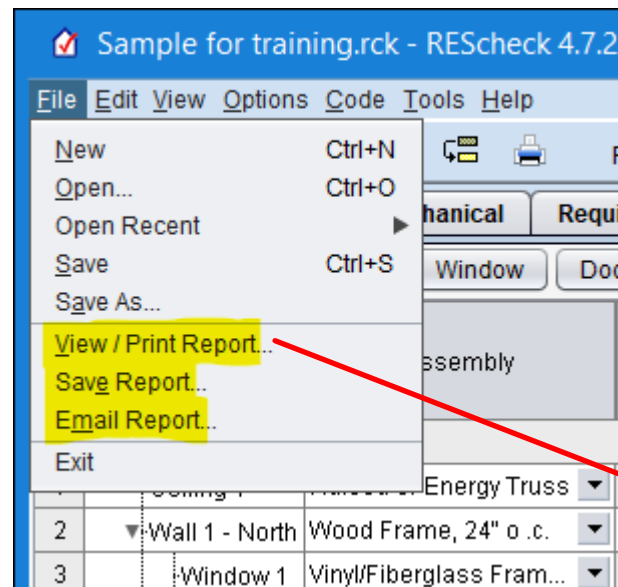 Sample for training.rck - REScheck 4.7.2
File Edit View Options Code Tools Help
New Ctrl+N
Open... Ctrl+O
Open Recent
Save Ctrl+S
Save As...
View / Print Report...
Save Report...
Email Report...
Exit
hanical Requi
Window Doo
ssembly
Energy Truss
2 Wall 1 - North Wood Frame, 24" o .c.
3 Window 1 Vinyl/Fiberglass Fram...